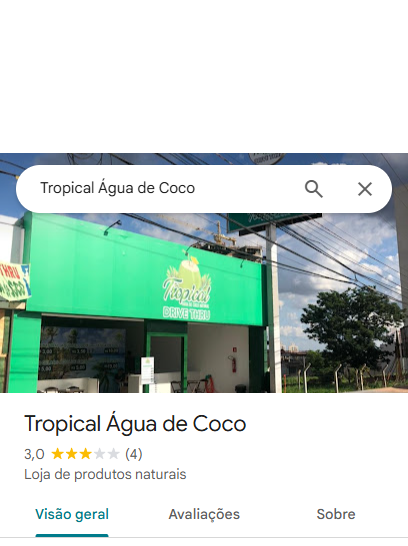 Tropical Água de Coco
Tropical
DRIVE THRU
THRU
Tropical Água de Coco
3,0 (4)
Loja de produtos naturais
Visão geral
Avaliações
Sobre